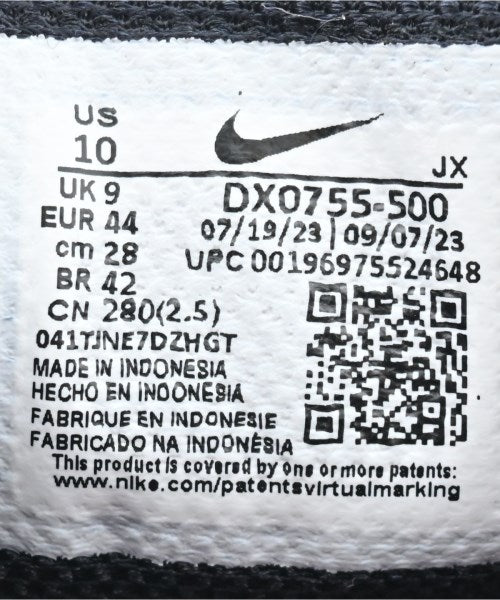 US
10
JX
UK 9
DX0755-500
EUR 44
07/19/23 | 09/07/23
cm 28
UPC 00196975524648
BR 42
CN 280(2.5)
041TJNE7DZHGT
MADE IN INDONESIA
HECHO EN INDONESIA
FABRIQUE EN INDONESIE
FABRICADO NA INDONÉSIA
This product is covered by one or more patents:
www.nike.com/patentsvirtualmarking